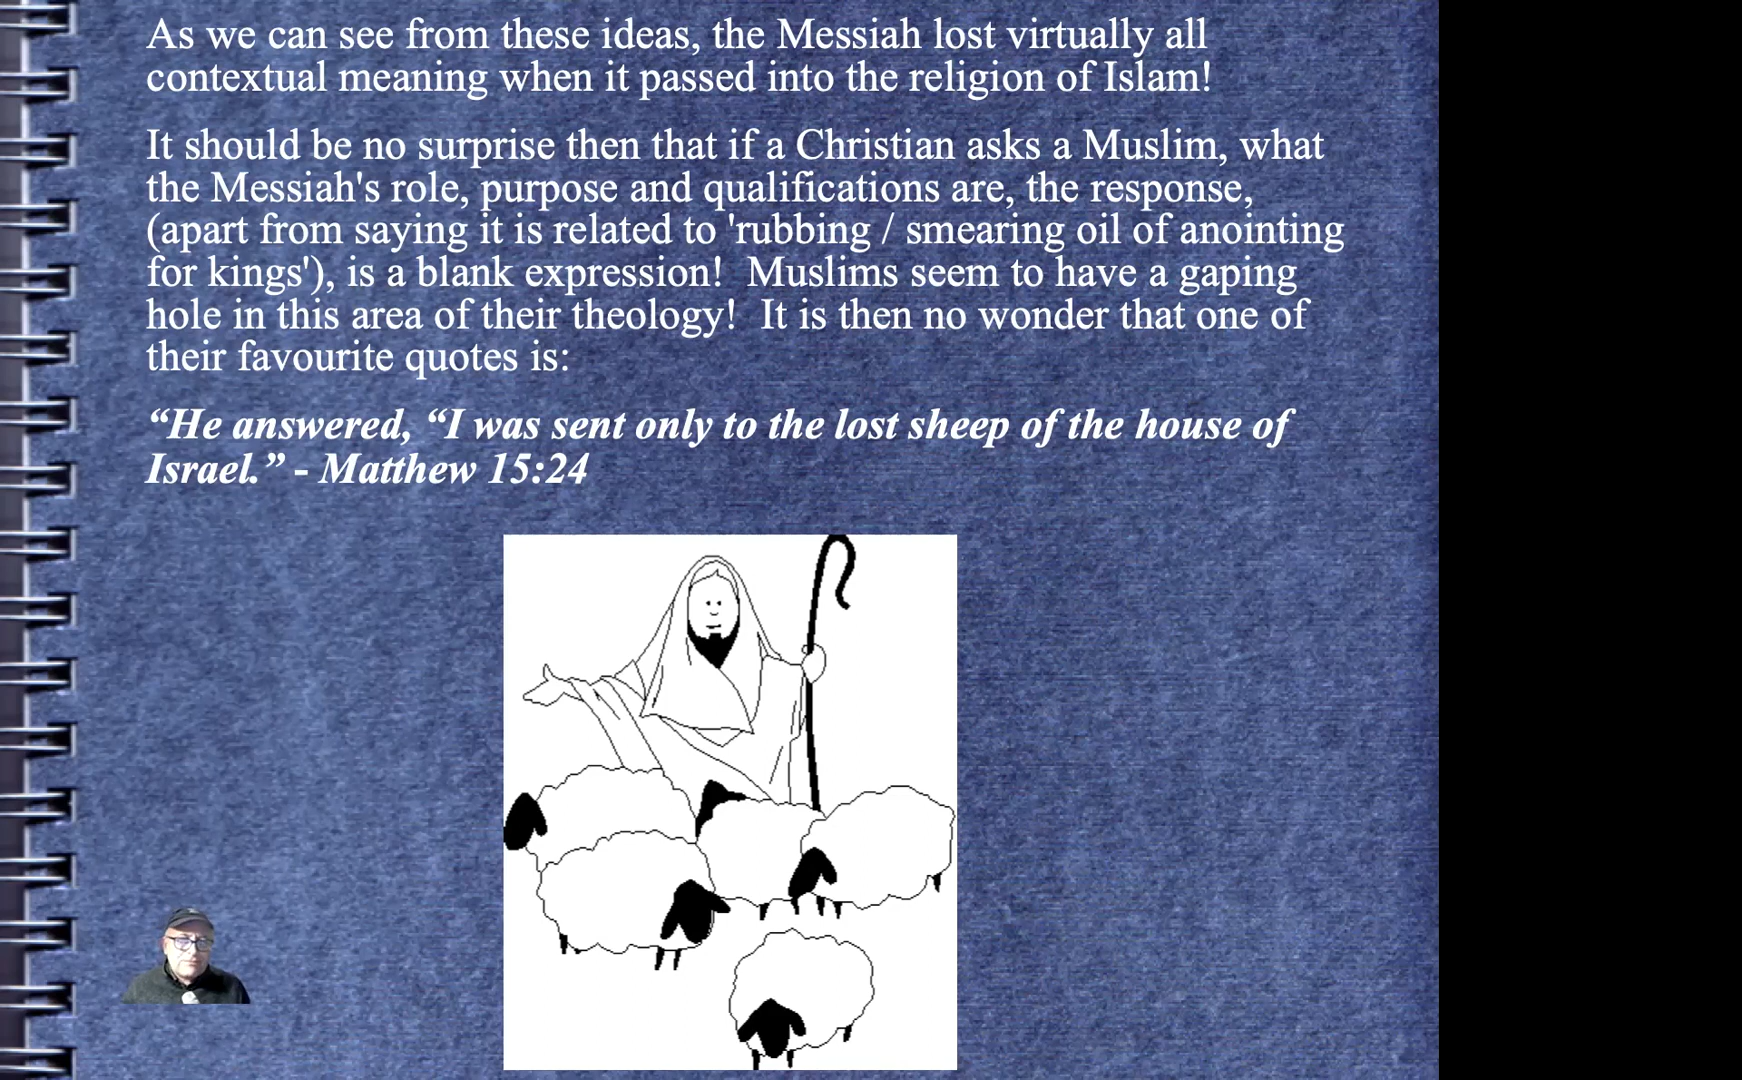 As we can see from these ideas, the Messiah lost virtually all
contextual meaning when it passed into the religion of Islam!
It should be no surprise then that if a Christian asks a Muslim, what
the Messiah's role, purpose and qualifications are, the response,
(apart from saying it is related to 'rubbing / smearing oil of anointing
for kings'), is a blank expression!  Muslims seem to have a gaping
hole in this area of their theology!  It is then no wonder that one of
their favourite quotes is:
“He answered, “I was sent only to the lost sheep of the house of
Israel.” - Matthew 15:24